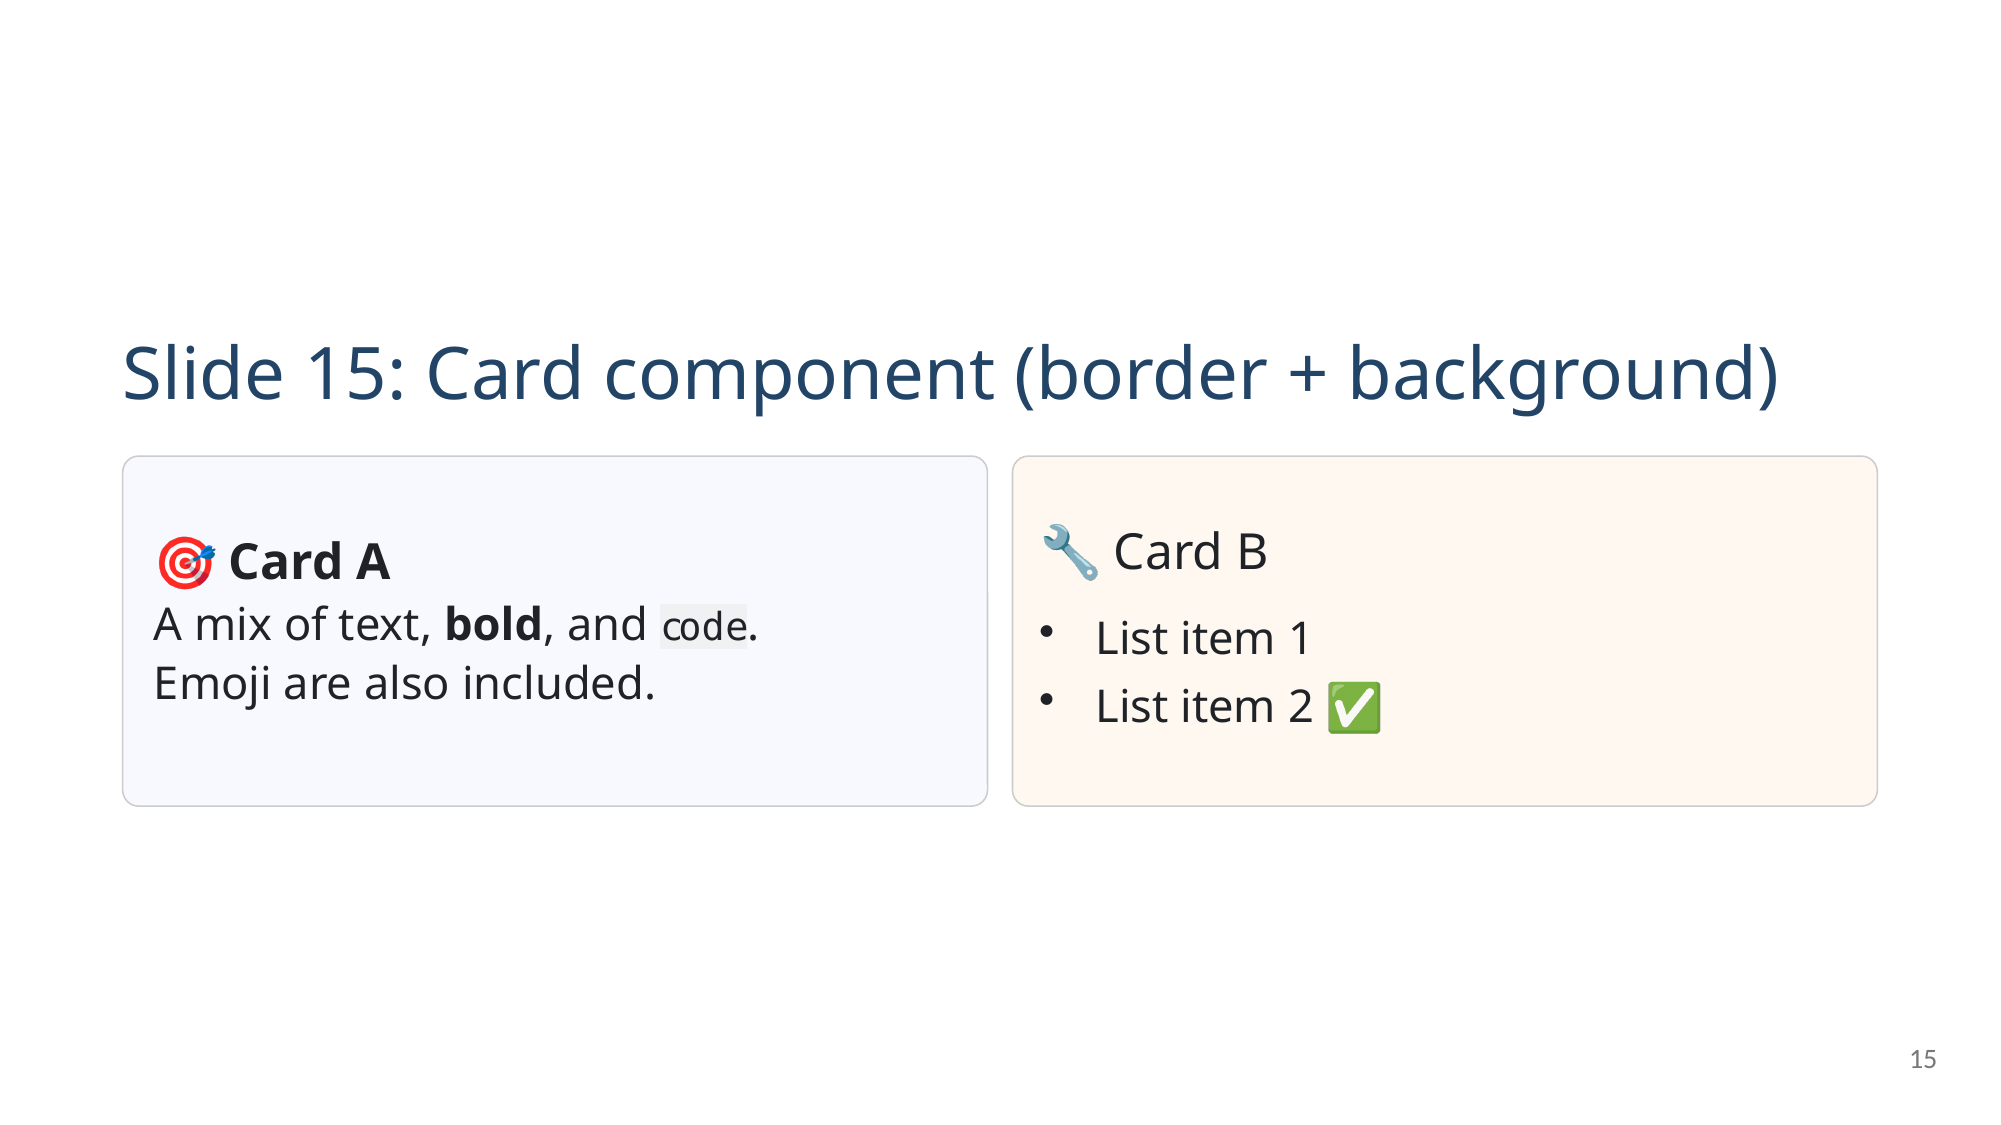 Slide 15: Card component (border + background)
🎯 Card A
A mix of text, bold, and code.
Emoji are also included.
🔧 Card B
• List item 1
• List item 2 ✅
15